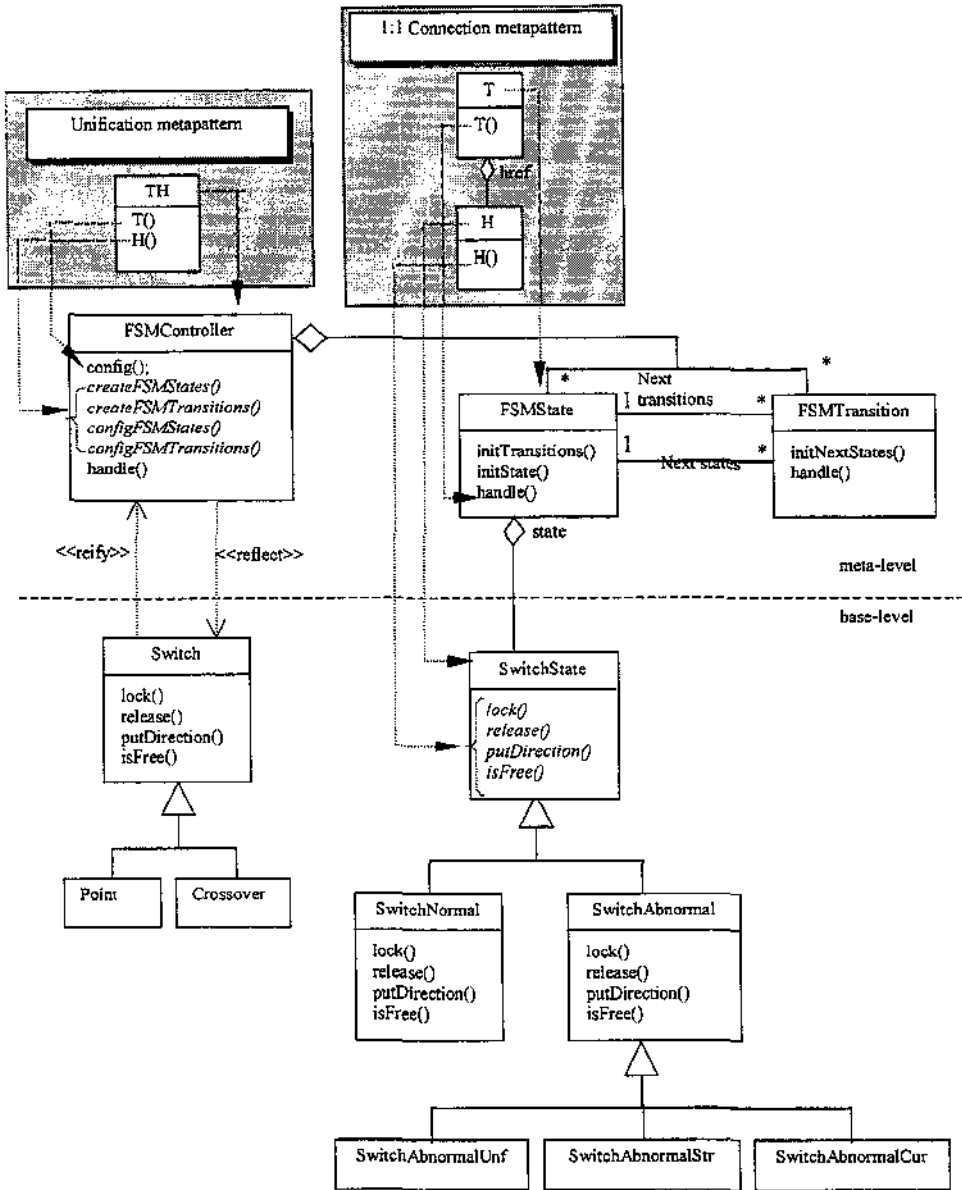 1:1 Connection metapattern
T
T()
href
H
H()
Unification metapattern
TH
T()
H()
FSMController
config();
createFSMStates()
createFSMTransitions()
configFSMStates()
configFSMTransitions()
handle()
*
*
Next
transitions
FSMState
1
*
FSMTransition
initTransitions()
initState()
handle()
1
*
Next states
initNextStates()
handle()
state
<<reify>>
<<reflect>>
meta-level
base-level
Switch
lock()
release()
putDirection()
isFree()
SwitchState
lock()
release()
putDirection()
isFree()
Point
Crossover
SwitchNormal
lock()
release()
putDirection()
isFree()
SwitchAbnormal
lock()
release()
putDirection()
isFree()
SwitchAbnormalUnf
SwitchAbnormalStr
SwitchAbnormalCur